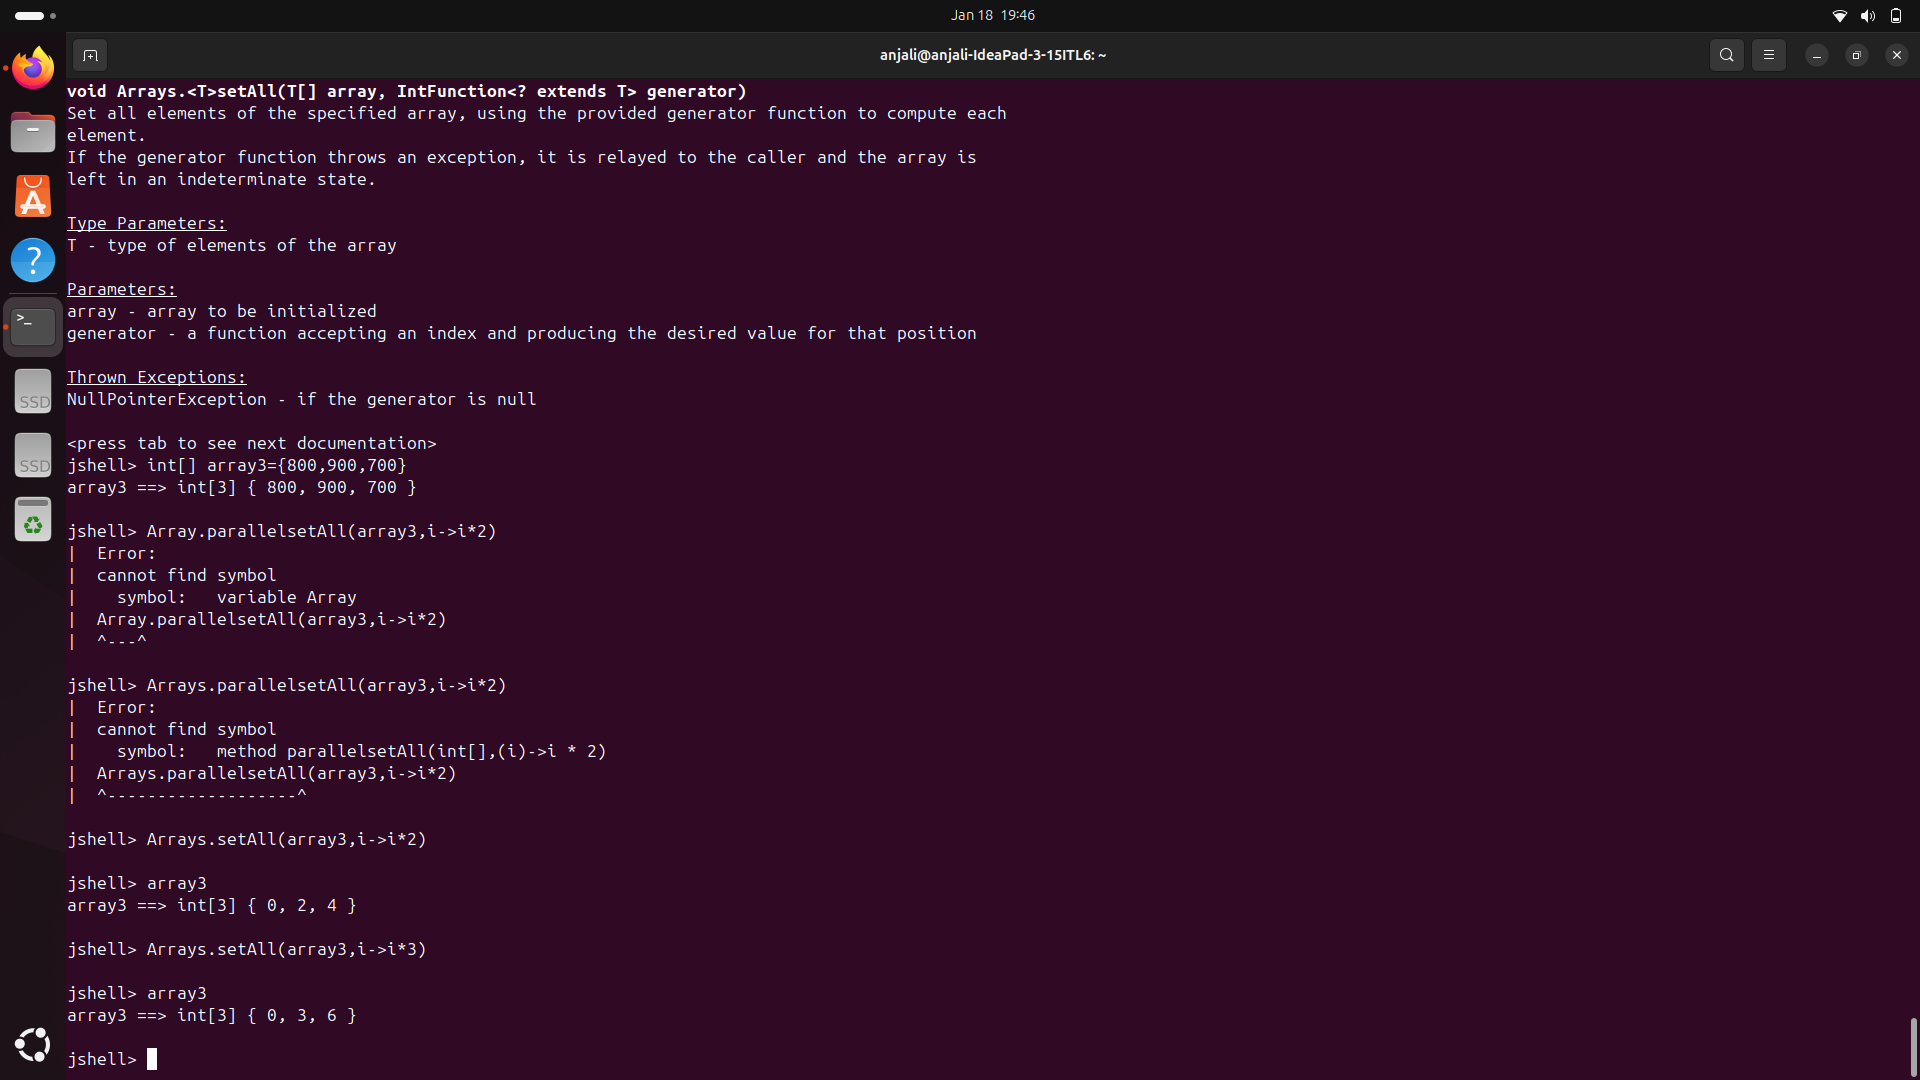 Jan 18 19:46
anjali@anjali-IdeaPad-3-15ITL6: ~
void Arrays.<T>setAll(T[] array, IntFunction<? extends T> generator)
Set all elements of the specified array, using the provided generator function to compute each
element.
If the generator function throws an exception, it is relayed to the caller and the array is
left in an indeterminate state.
Type Parameters:
T - type of elements of the array
Parameters:
array - array to be initialized
generator - a function accepting an index and producing the desired value for that position
Thrown Exceptions:
NullPointerException - if the generator is null
<press tab to see next documentation>
jshell> int[] array3={800,900,700}
array3 ==> int[3] { 800, 900, 700 }
jshell> Array.parallelsetAll(array3,i->i*2)
|  Error:
|  cannot find symbol
|    symbol:   variable Array
|  Array.parallelsetAll(array3,i->i*2)
|  ^---^
jshell> Arrays.parallelsetAll(array3,i->i*2)
|  Error:
|  cannot find symbol
|    symbol:   method parallelsetAll(int[],(i)->i * 2)
|  Arrays.parallelsetAll(array3,i->i*2)
|  ^-------------------^
jshell> Arrays.setAll(array3,i->i*2)
jshell> array3
array3 ==> int[3] { 0, 2, 4 }
jshell> Arrays.setAll(array3,i->i*3)
jshell> array3
array3 ==> int[3] { 0, 3, 6 }
jshell>
?
>_
SSD
SSD